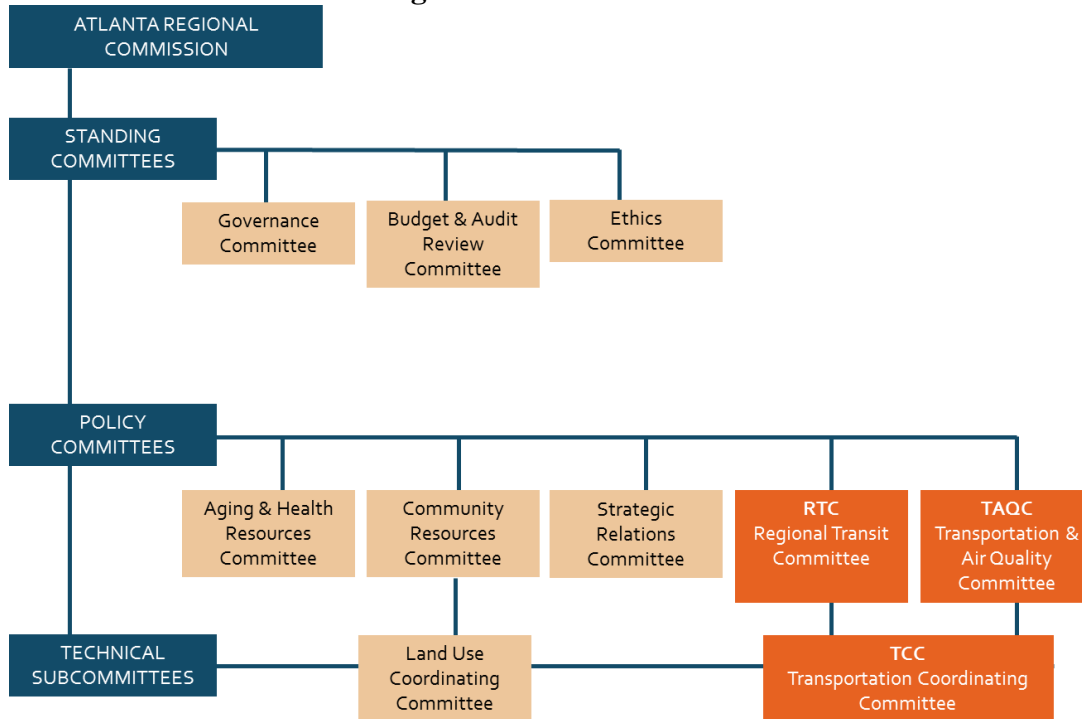 ATLANTA REGIONAL
COMMISSION
STANDING
COMMITTEES
Governance
Committee
Budget & Audit
Review
Committee
Ethics
Committee
POLICY
COMMITTEES
Aging & Health
Resources
Committee
Community
Resources
Committee
Strategic
Relations
Committee
RTC
Regional Transit
Committee
TAQC
Transportation &
Air Quality
Committee
TECHNICAL
SUBCOMMITTEES
Land Use
Coordinating
Committee
TCC
Transportation Coordinating
Committee